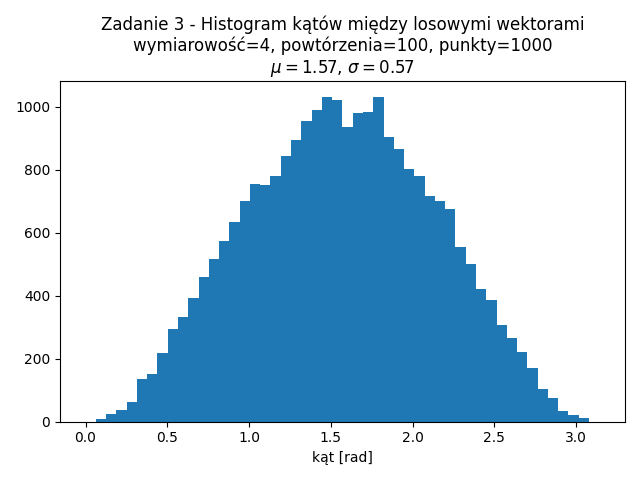 Zadanie 3 - Histogram kątów między losowymi wektorami
wymiarowość=4, powtórzenia=100, punkty=1000
μ = 1.57, σ = 0.57
1000
800
600
400
200
0
0.0 0.5 1.0 1.5 2.0 2.5 3.0
kąt [rad]